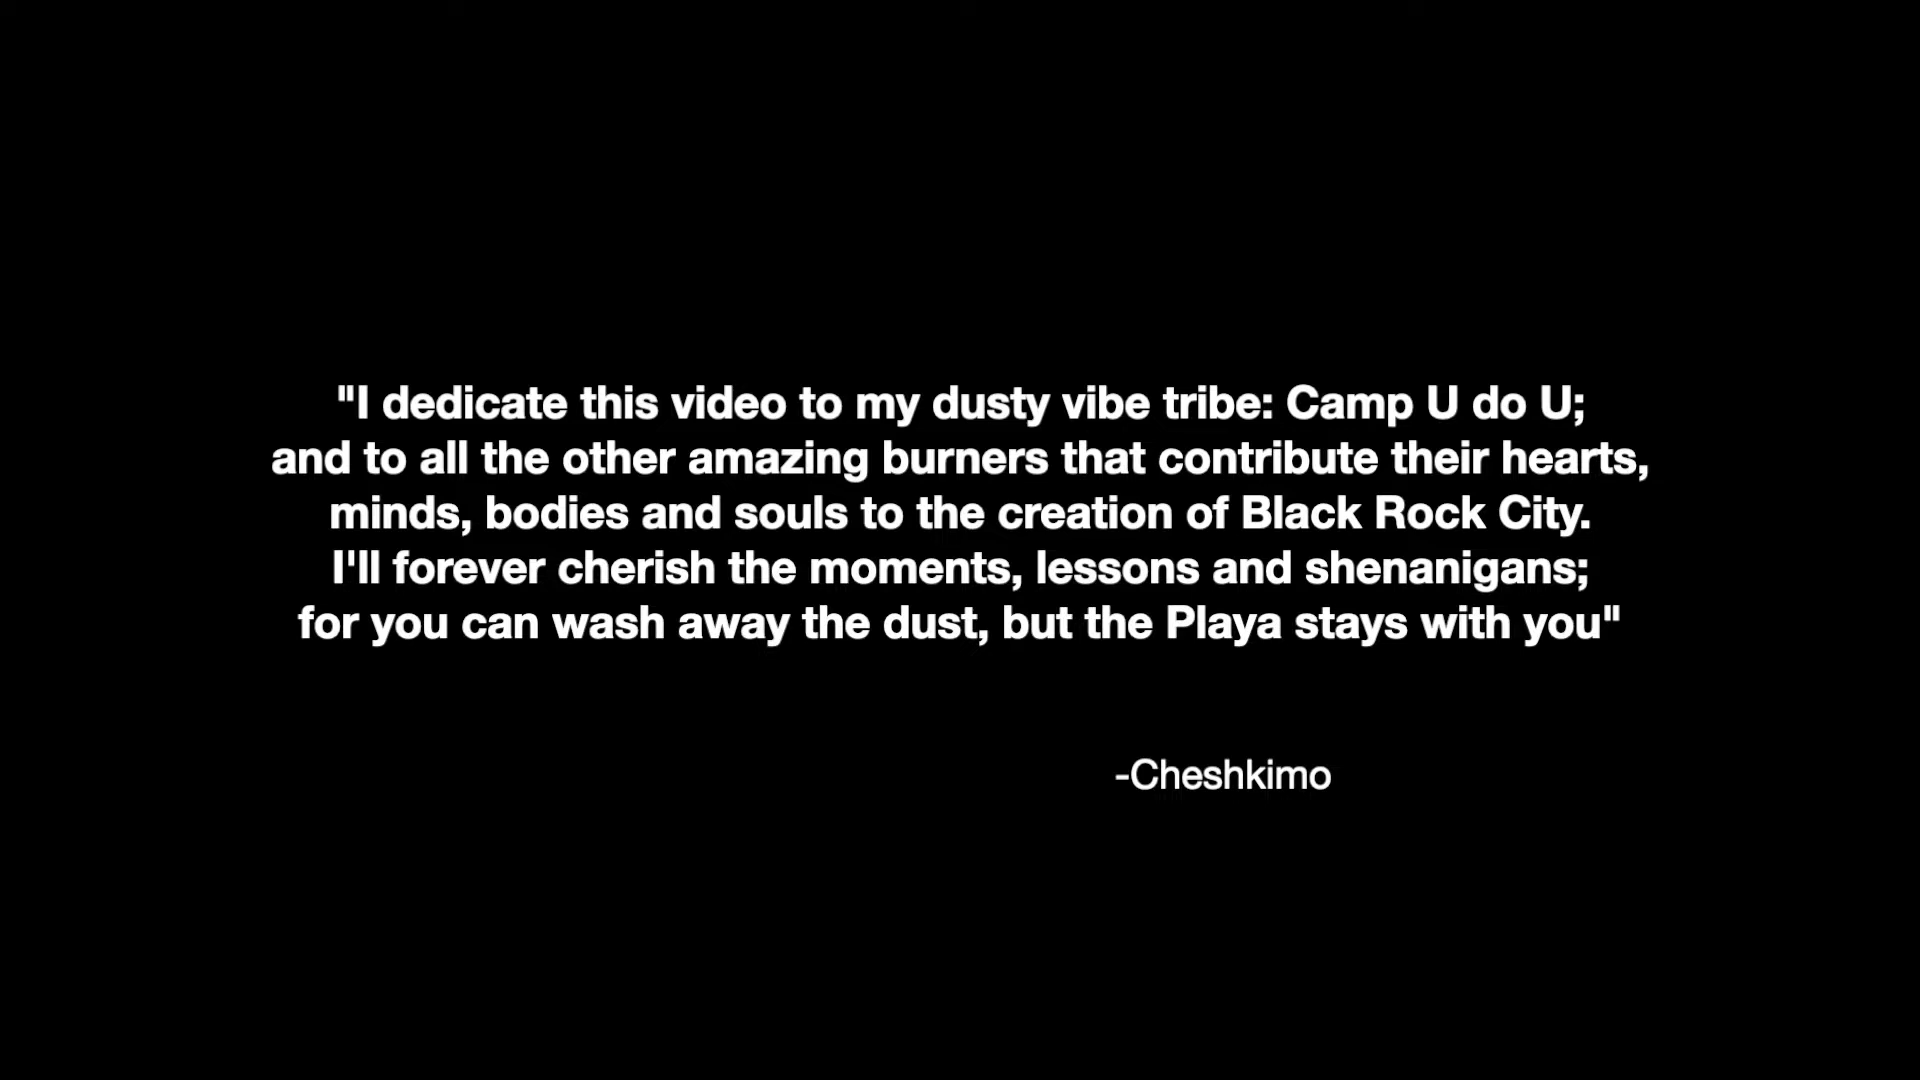 "I dedicate this video to my dusty vibe tribe: Camp U do U;
and to all the other amazing burners that contribute their hearts,
minds, bodies and souls to the creation of Black Rock City.
I'll forever cherish the moments, lessons and shenanigans;
for you can wash away the dust, but the Playa stays with you"
-Cheshkimo